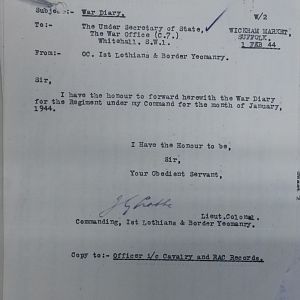 Subject:- War Diary. W/2
To:- The Under Secretary of State,
The War Office (C.7.)
Whitehall. S.W.1.
WICKHAM MARKET,
SUFFOLK.
1 FEB 44
From:- OC. 1st Lothians & Border Yeomanry.
Sir,
I have the honour to forward herewith the War Diary
for the Regiment under my Command for the month of January,
1944.
I have the Honour to be,
Sir,
Your Obedient Servant,
Lieut.Colonel.
Commanding, 1st Lothians & Border Yeomanry.
Copy to:- Officer i/c Cavalry and RAC Records.